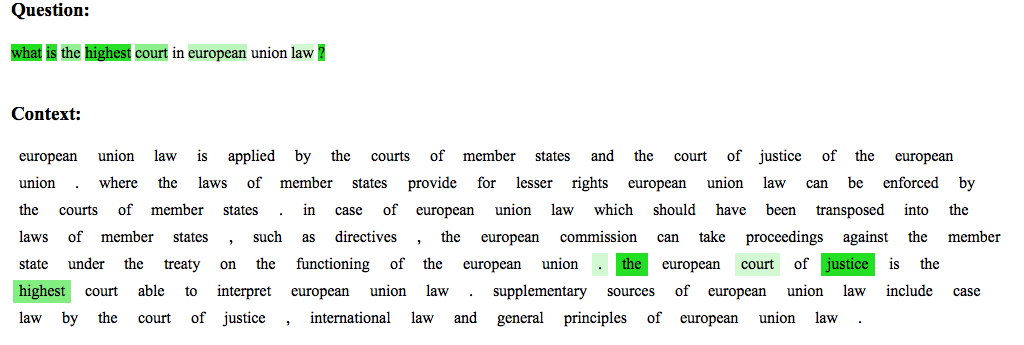 Question:
what is the highest court in european union law ?
Context:
european union law is applied by the courts of member states and the court of justice of the european
union . where the laws of member states provide for lesser rights european union law can be enforced by
the courts of member states . in case of european union law which should have been transposed into the
laws of member states , such as directives , the european commission can take proceedings against the member
state under the treaty on the functioning of the european union . the european court of justice is the
highest court able to interpret european union law . supplementary sources of european union law include case
law by the court of justice , international law and general principles of european union law .